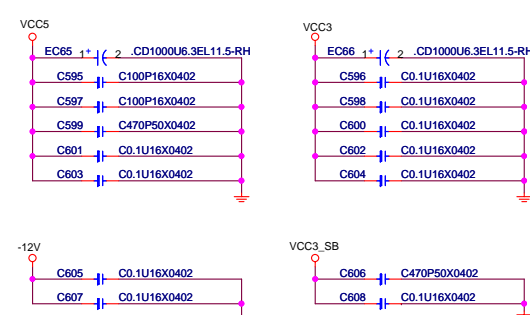 VCC5
EC65 1+ 2 .CD1000U6.3EL11.5-RH
C595 C100P16X0402
C597 C100P16X0402
C599 C470P50X0402
C601 C0.1U16X0402
C603 C0.1U16X0402
VCC3
EC66 1+ 2 .CD1000U6.3EL11.5-RH
C596 C0.1U16X0402
C598 C0.1U16X0402
C600 C0.1U16X0402
C602 C0.1U16X0402
C604 C0.1U16X0402
-12V
C605 C0.1U16X0402
C607 C0.1U16X0402
VCC3_SB
C606 C470P50X0402
C608 C0.1U16X0402